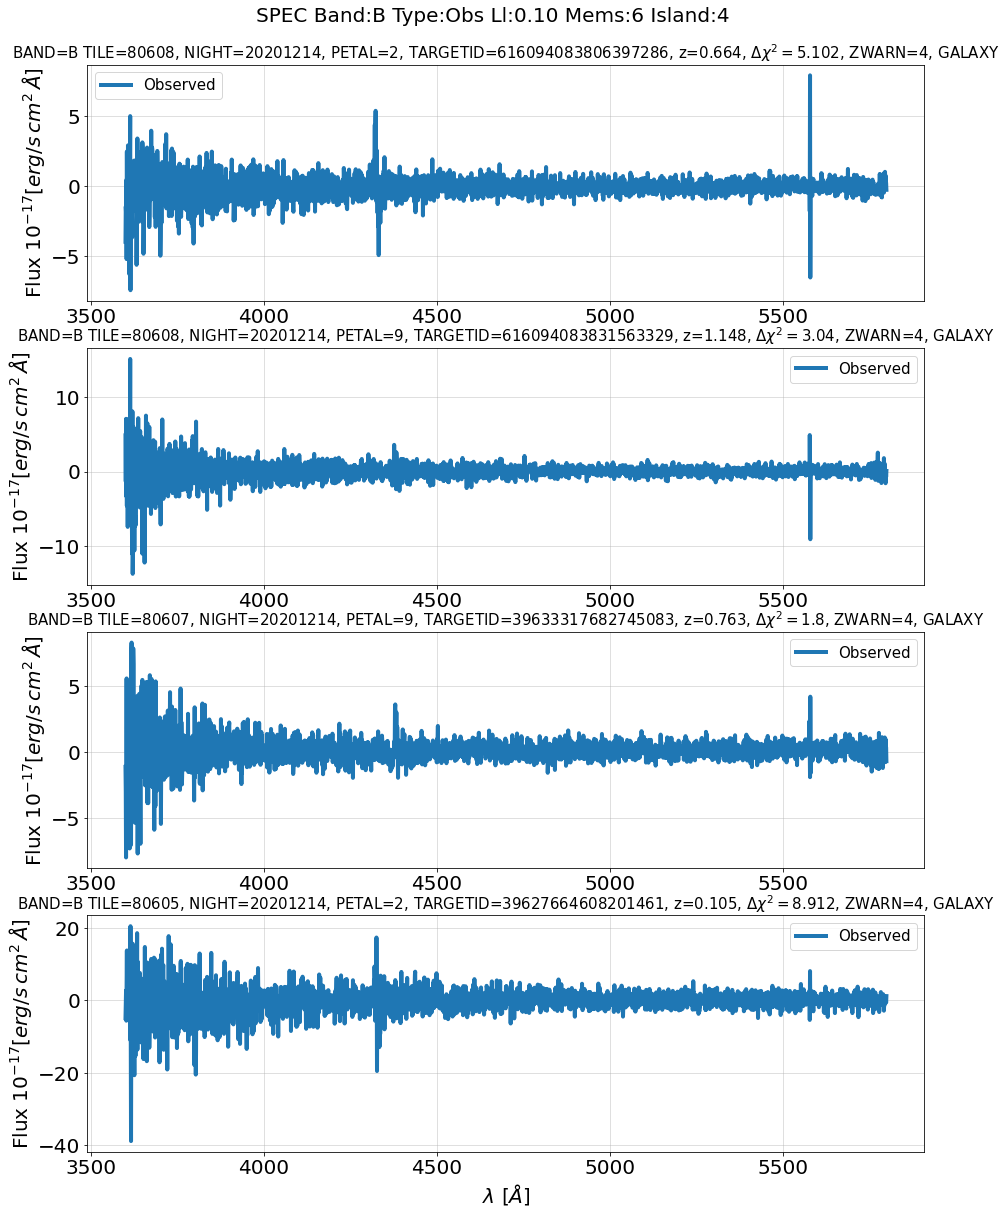 SPEC Band:B Type:Obs Ll:0.10 Mems:6 Island:4
BAND=B TILE=80608, NIGHT=20201214, PETAL=2, TARGETID=616094083806397286, z=0.664, Δχ² = 5.102, ZWARN=4, GALAXY
Observed
Flux 10⁻¹⁷[erg/s cm² Å]
5
0
−5
3500 4000 4500 5000 5500
BAND=B TILE=80608, NIGHT=20201214, PETAL=9, TARGETID=616094083831563329, z=1.148, Δχ² = 3.04, ZWARN=4, GALAXY
Observed
Flux 10⁻¹⁷[erg/s cm² Å]
10
0
−10
3500 4000 4500 5000 5500
BAND=B TILE=80607, NIGHT=20201214, PETAL=9, TARGETID=39633317682745083, z=0.763, Δχ² = 1.8, ZWARN=4, GALAXY
Observed
Flux 10⁻¹⁷[erg/s cm² Å]
5
0
−5
3500 4000 4500 5000 5500
BAND=B TILE=80605, NIGHT=20201214, PETAL=2, TARGETID=39627664608201461, z=0.105, Δχ² = 8.912, ZWARN=4, GALAXY
Observed
Flux 10⁻¹⁷[erg/s cm² Å]
20
0
−20
−40
3500 4000 4500 5000 5500
λ [Å]